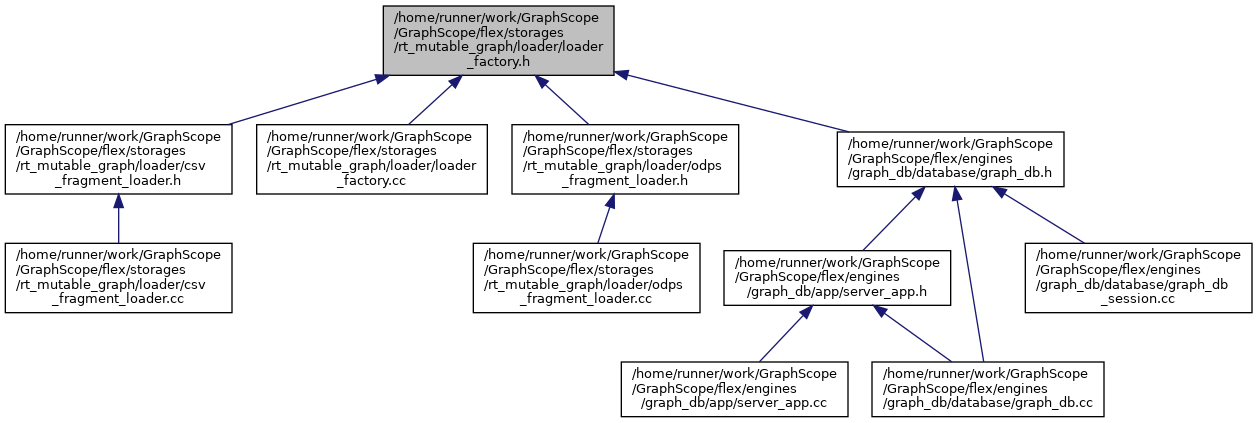 /home/runner/work/GraphScope
/GraphScope/flex/storages
/rt_mutable_graph/loader/loader
_factory.h
/home/runner/work/GraphScope
/GraphScope/flex/storages
/rt_mutable_graph/loader/csv
_fragment_loader.h
/home/runner/work/GraphScope
/GraphScope/flex/storages
/rt_mutable_graph/loader/loader
_factory.cc
/home/runner/work/GraphScope
/GraphScope/flex/storages
/rt_mutable_graph/loader/odps
_fragment_loader.h
/home/runner/work/GraphScope
/GraphScope/flex/engines
/graph_db/database/graph_db.h
/home/runner/work/GraphScope
/GraphScope/flex/storages
/rt_mutable_graph/loader/csv
_fragment_loader.cc
/home/runner/work/GraphScope
/GraphScope/flex/storages
/rt_mutable_graph/loader/odps
_fragment_loader.cc
/home/runner/work/GraphScope
/GraphScope/flex/engines
/graph_db/app/server_app.h
/home/runner/work/GraphScope
/GraphScope/flex/engines
/graph_db/database/graph_db
_session.cc
/home/runner/work/GraphScope
/GraphScope/flex/engines
/graph_db/app/server_app.cc
/home/runner/work/GraphScope
/GraphScope/flex/engines
/graph_db/database/graph_db.cc